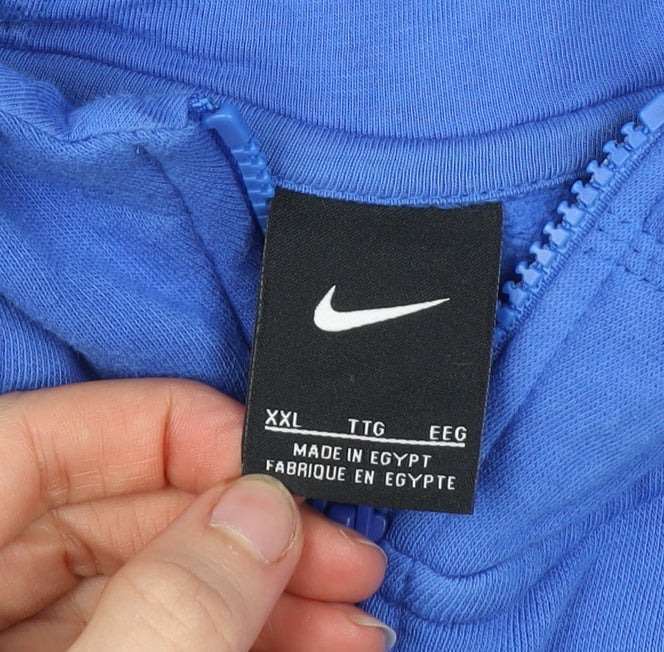 XXL TTG EEG
MADE IN EGYPT
FABRIQUE EN EGYPTE